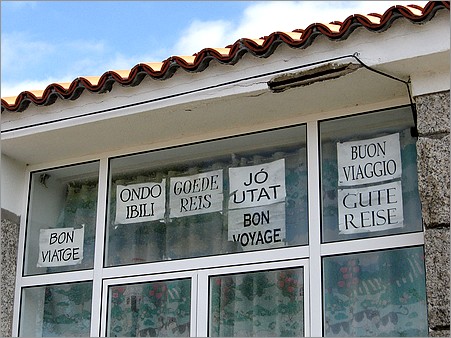 BON
VIATGE
ONDO
IBILI
GOEDE
REIS
JÓ
UTAT
BON
VOYAGE
BUON
VIAGGIO
GUTE
REISE